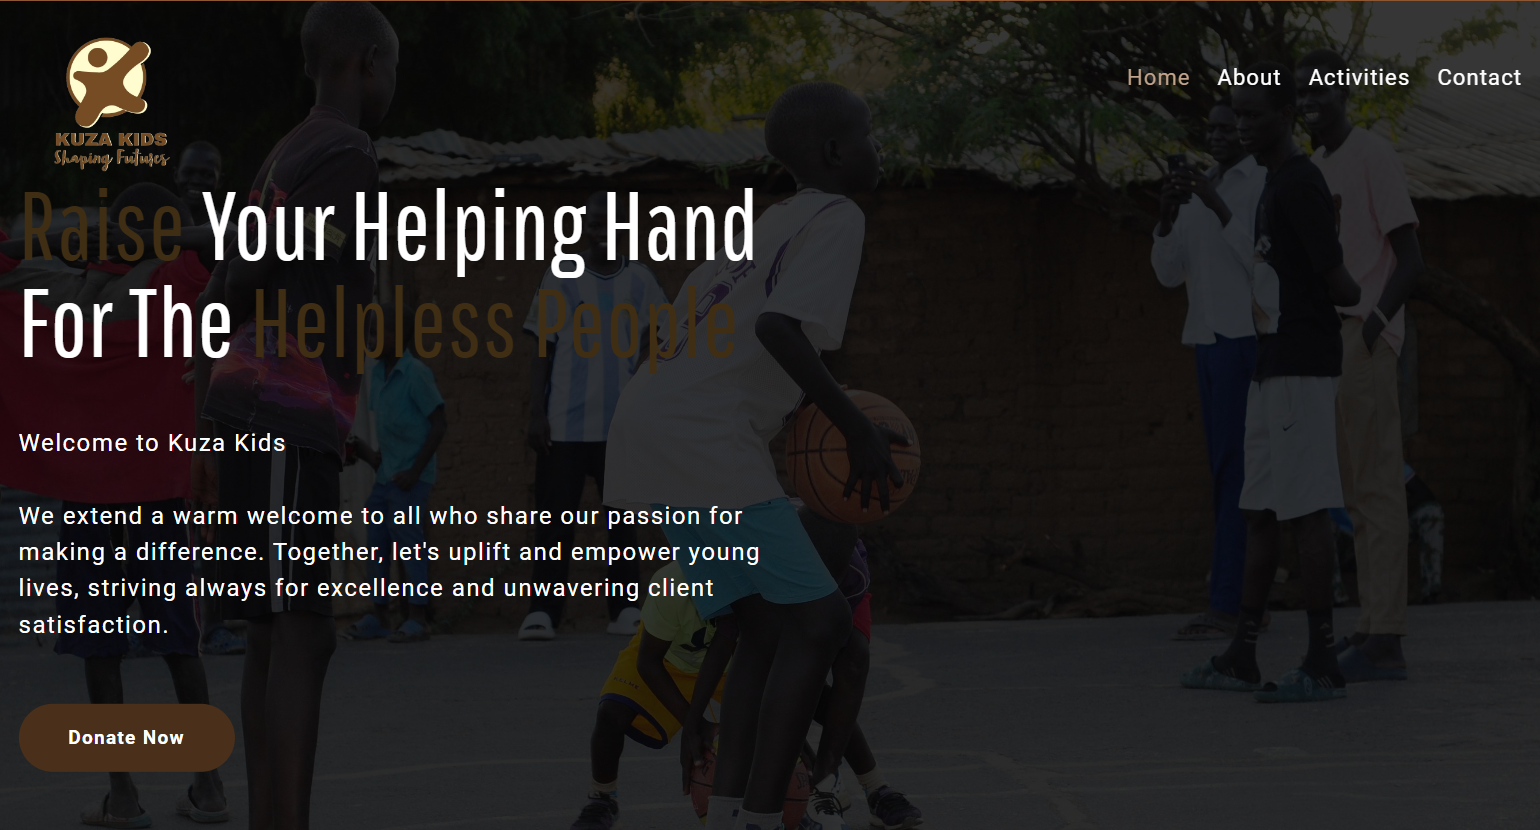 KUZA KIDS
Shaping Futures
Home About Activities Contact
Raise Your Helping Hand
For The Helpless People
Welcome to Kuza Kids
We extend a warm welcome to all who share our passion for
making a difference. Together, let's uplift and empower young
lives, striving always for excellence and unwavering client
satisfaction.
Donate Now